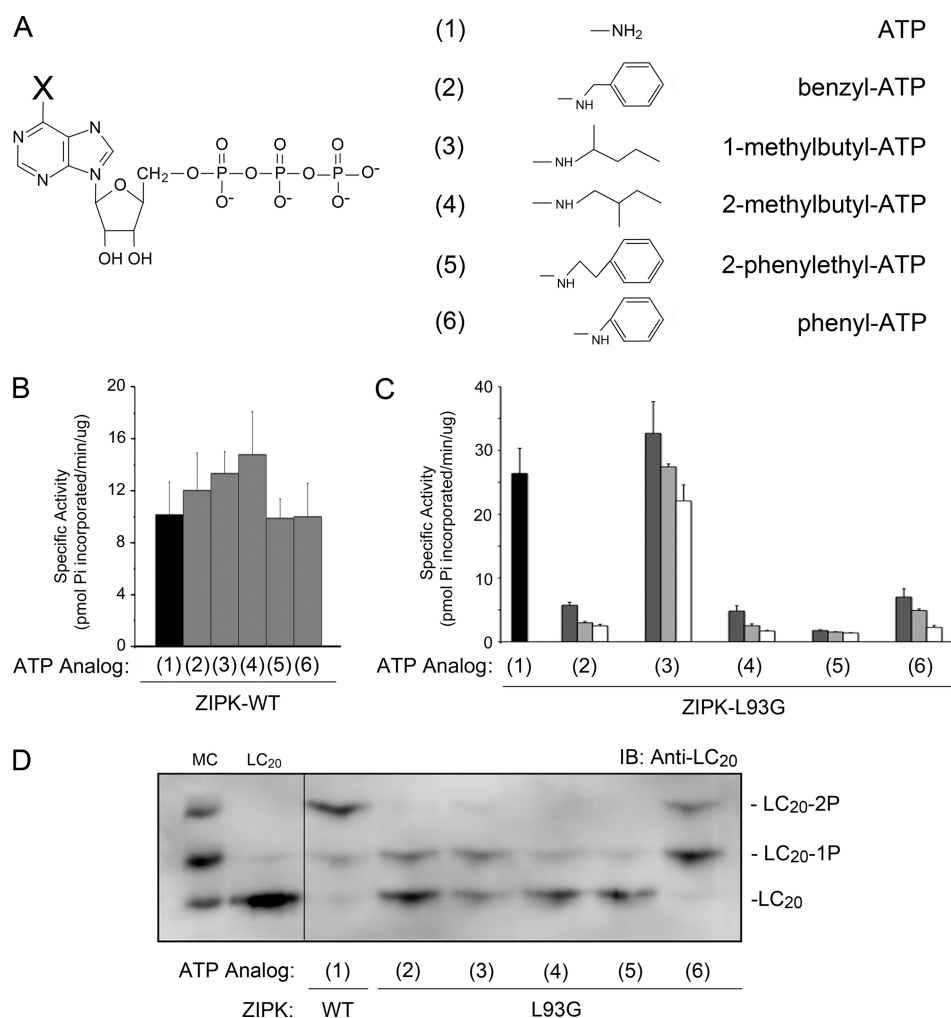 A
X
N
N
N
N
O
OH OH
CH2
O
P
O
O-
O
P
O
O-
O
P
O
O-
O-
(1) —NH2 ATP
(2) NH benzyl-ATP
(3) NH 1-methylbutyl-ATP
(4) NH 2-methylbutyl-ATP
(5) NH 2-phenylethyl-ATP
(6) NH phenyl-ATP
B
Specific Activity
(pmol Pi incorporated/min/ug)
20
16
12
8
4
0
ATP Analog: (1) (2) (3) (4) (5) (6)
ZIPK-WT
C
Specific Activity
(pmol Pi incorporated/min/ug)
40
30
20
10
0
ATP Analog: (1) (2) (3) (4) (5) (6)
ZIPK-L93G
D
MC LC20 IB: Anti-LC20
- LC20-2P
- LC20-1P
-LC20
ATP Analog: (1) (2) (3) (4) (5) (6)
ZIPK: WT L93G